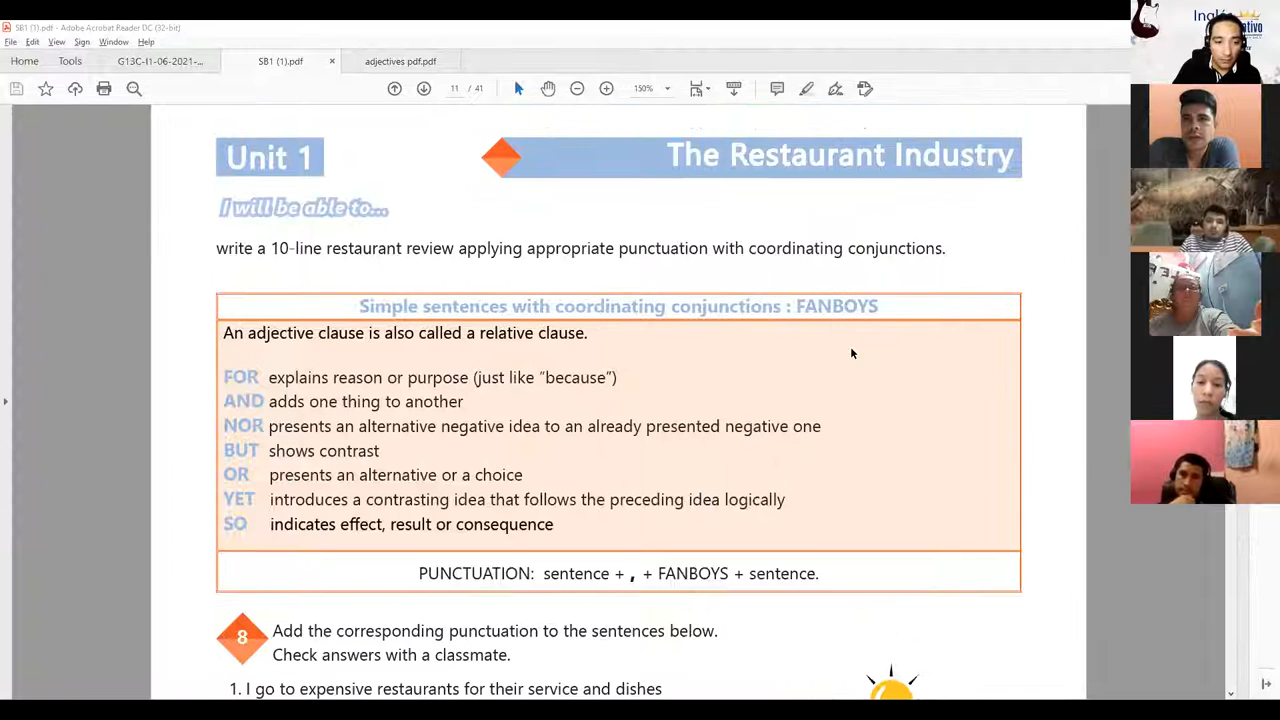 SB1 (1).pdf - Adobe Acrobat Reader DC (32-bit)
File Edit View Sign Window Help
Home Tools G13C-I1-06-2021-... SB1 (1).pdf × adjectives pdf.pdf
11 / 41 150%
Unit 1 The Restaurant Industry
I will be able to...
write a 10-line restaurant review applying appropriate punctuation with coordinating conjunctions.
Simple sentences with coordinating conjunctions : FANBOYS
An adjective clause is also called a relative clause.
FOR explains reason or purpose (just like “because”)
AND adds one thing to another
NOR presents an alternative negative idea to an already presented negative one
BUT shows contrast
OR presents an alternative or a choice
YET introduces a contrasting idea that follows the preceding idea logically
SO indicates effect, result or consequence
PUNCTUATION: sentence + , + FANBOYS + sentence.
8 Add the corresponding punctuation to the sentences below.
Check answers with a classmate.
1. I go to expensive restaurants for their service and dishes